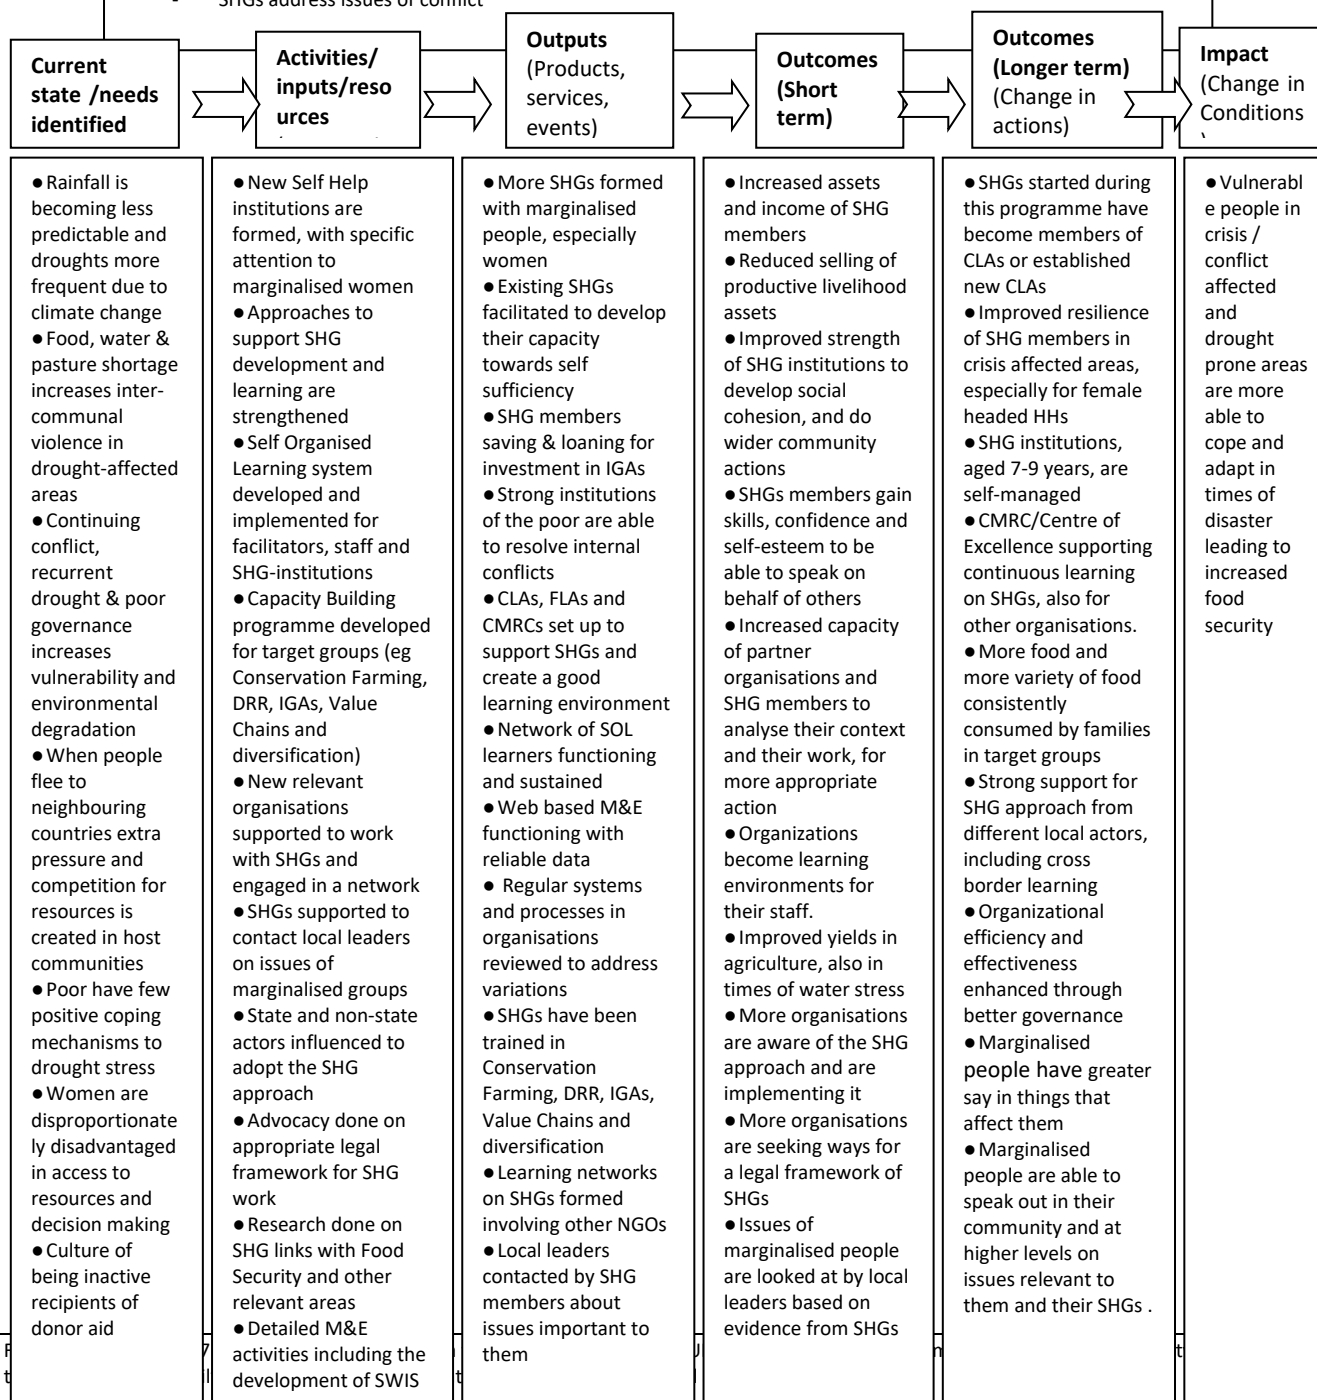 - SHGs address issues of conflict
Current
state /needs
identified
Activities/
inputs/reso
urces
Outputs
(Products,
services,
events)
Outcomes
(Short
term)
Outcomes
(Longer term)
(Change in
actions)
Impact
(Change in
Conditions
● Rainfall is
becoming less
predictable and
droughts more
frequent due to
climate change
● Food, water &
pasture shortage
increases inter-
communal
violence in
drought-affected
areas
● Continuing
conflict,
recurrent
drought & poor
governance
increases
vulnerability and
environmental
degradation
● When people
flee to
neighbouring
countries extra
pressure and
competition for
resources is
created in host
communities
● Poor have few
positive coping
mechanisms to
drought stress
● Women are
disproportionate
ly disadvantaged
in access to
resources and
decision making
● Culture of
being inactive
recipients of
donor aid
● New Self Help
institutions are
formed, with specific
attention to
marginalised women
● Approaches to
support SHG
development and
learning are
strengthened
● Self Organised
Learning system
developed and
implemented for
facilitators, staff and
SHG-institutions
● Capacity Building
programme developed
for target groups (eg
Conservation Farming,
DRR, IGAs, Value
Chains and
diversification)
● New relevant
organisations
supported to work
with SHGs and
engaged in a network
● SHGs supported to
contact local leaders
on issues of
marginalised groups
● State and non-state
actors influenced to
adopt the SHG
approach
● Advocacy done on
appropriate legal
framework for SHG
work
● Research done on
SHG links with Food
Security and other
relevant areas
● Detailed M&E
activities including the
development of SWIS
● More SHGs formed
with marginalised
people, especially
women
● Existing SHGs
facilitated to develop
their capacity
towards self
sufficiency
● SHG members
saving & loaning for
investment in IGAs
● Strong institutions
of the poor are able
to resolve internal
conflicts
● CLAs, FLAs and
CMRCs set up to
support SHGs and
create a good
learning environment
● Network of SOL
learners functioning
and sustained
● Web based M&E
functioning with
reliable data
● Regular systems
and processes in
organisations
reviewed to address
variations
● SHGs have been
trained in
Conservation
Farming, DRR, IGAs,
Value Chains and
diversification
● Learning networks
on SHGs formed
involving other NGOs
● Local leaders
contacted by SHG
members about
issues important to
them
● Increased assets
and income of SHG
members
● Reduced selling of
productive livelihood
assets
● Improved strength
of SHG institutions to
develop social
cohesion, and do
wider community
actions
● SHGs members gain
skills, confidence and
self-esteem to be
able to speak on
behalf of others
● Increased capacity
of partner
organisations and
SHG members to
analyse their context
and their work, for
more appropriate
action
● Organizations
become learning
environments for
their staff.
● Improved yields in
agriculture, also in
times of water stress
● More organisations
are aware of the SHG
approach and are
implementing it
● More organisations
are seeking ways for
a legal framework of
SHGs
● Issues of
marginalised people
are looked at by local
leaders based on
evidence from SHGs
● SHGs started during
this programme have
become members of
CLAs or established
new CLAs
● Improved resilience
of SHG members in
crisis affected areas,
especially for female
headed HHs
● SHG institutions,
aged 7-9 years, are
self-managed
● CMRC/Centre of
Excellence supporting
continuous learning
on SHGs, also for
other organisations.
● More food and
more variety of food
consistently
consumed by families
in target groups
● Strong support for
SHG approach from
different local actors,
including cross
border learning
● Organizational
efficiency and
effectiveness
enhanced through
better governance
● Marginalised
people have greater
say in things that
affect them
● Marginalised
people are able to
speak out in their
community and at
higher levels on
issues relevant to
them and their SHGs .
● Vulnerabl
e people in
crisis /
conflict
affected
and
drought
prone areas
are more
able to
cope and
adapt in
times of
disaster
leading to
increased
food
security